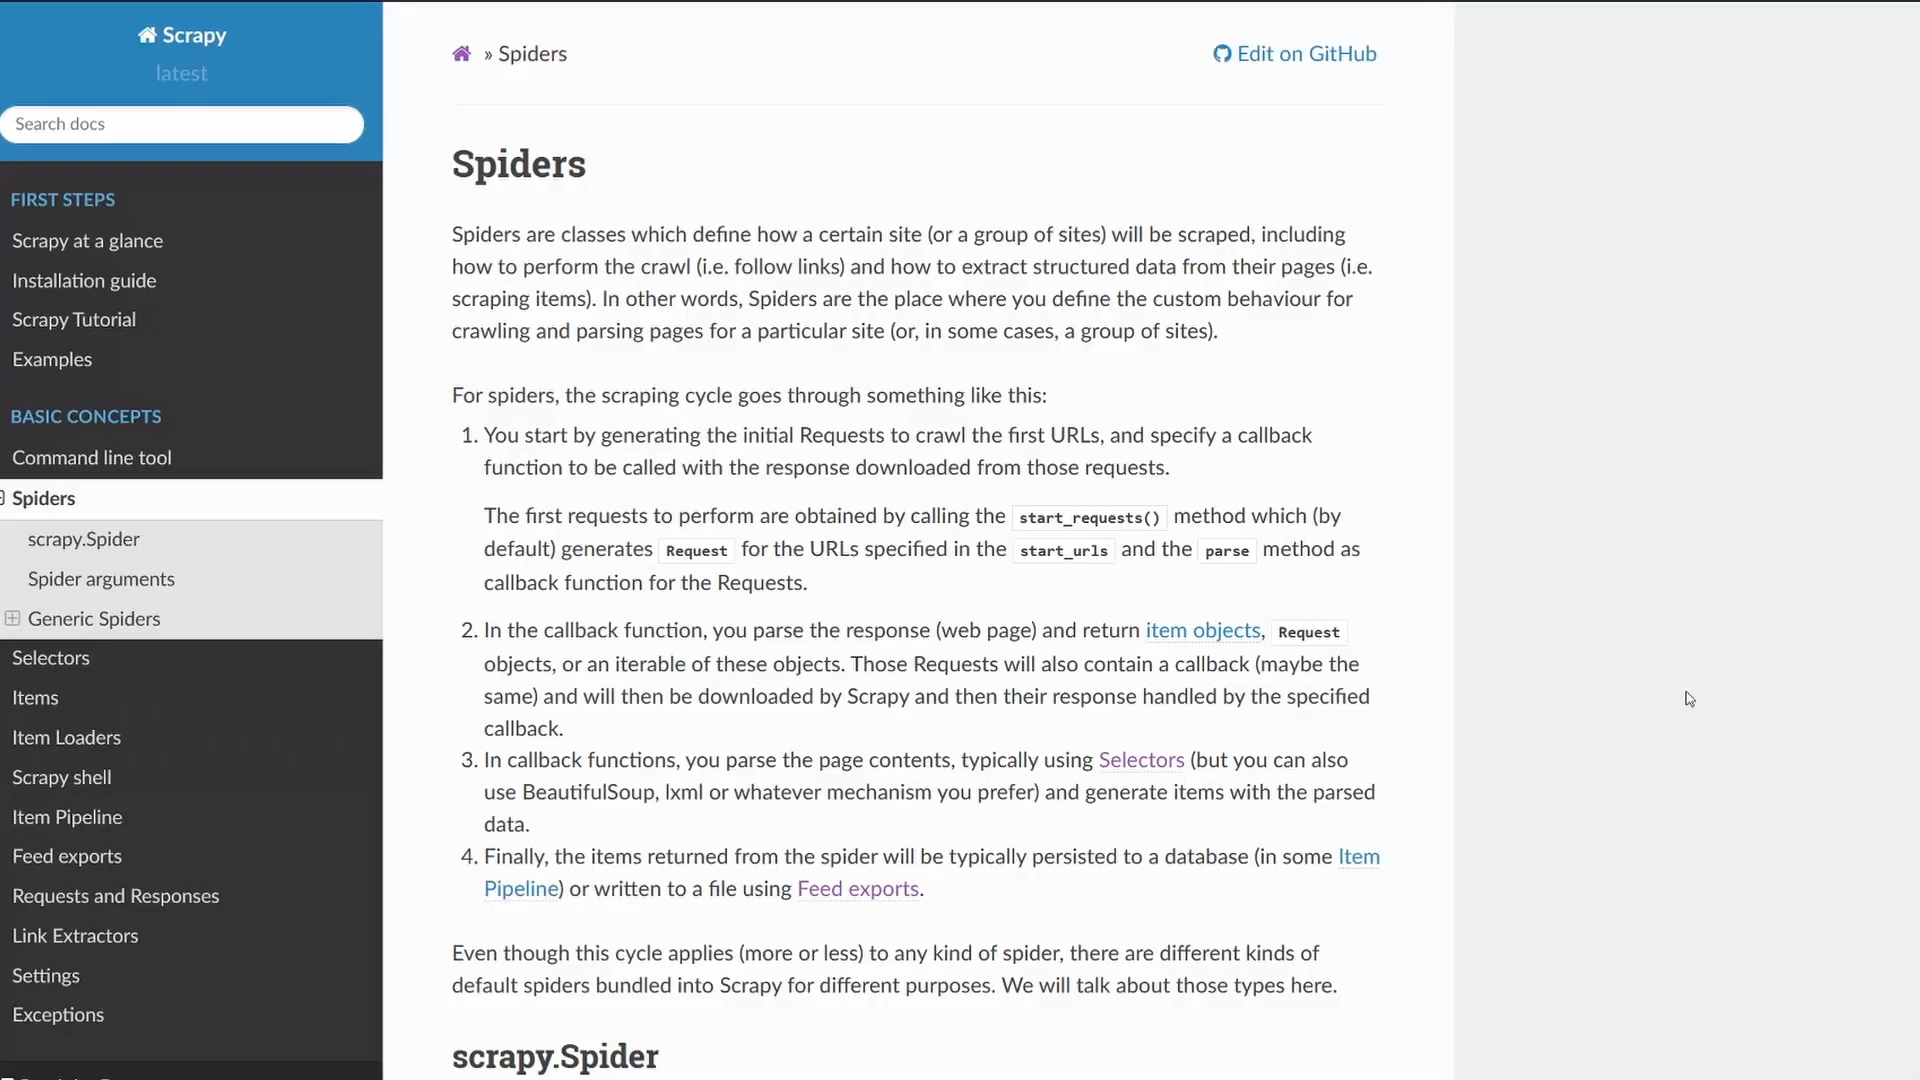 Scrapy
latest
Search docs
FIRST STEPS
Scrapy at a glance
Installation guide
Scrapy Tutorial
Examples
BASIC CONCEPTS
Command line tool
Spiders
scrapy.Spider
Spider arguments
Generic Spiders
Selectors
Items
Item Loaders
Scrapy shell
Item Pipeline
Feed exports
Requests and Responses
Link Extractors
Settings
Exceptions
» Spiders
Edit on GitHub
Spiders
Spiders are classes which define how a certain site (or a group of sites) will be scraped, including
how to perform the crawl (i.e. follow links) and how to extract structured data from their pages (i.e.
scraping items). In other words, Spiders are the place where you define the custom behaviour for
crawling and parsing pages for a particular site (or, in some cases, a group of sites).
For spiders, the scraping cycle goes through something like this:
1. You start by generating the initial Requests to crawl the first URLs, and specify a callback
function to be called with the response downloaded from those requests.
The first requests to perform are obtained by calling the start_requests() method which (by
default) generates Request for the URLs specified in the start_urls and the parse method as
callback function for the Requests.
2. In the callback function, you parse the response (web page) and return item objects, Request
objects, or an iterable of these objects. Those Requests will also contain a callback (maybe the
same) and will then be downloaded by Scrapy and then their response handled by the specified
callback.
3. In callback functions, you parse the page contents, typically using Selectors (but you can also
use BeautifulSoup, lxml or whatever mechanism you prefer) and generate items with the parsed
data.
4. Finally, the items returned from the spider will be typically persisted to a database (in some Item
Pipeline) or written to a file using Feed exports.
Even though this cycle applies (more or less) to any kind of spider, there are different kinds of
default spiders bundled into Scrapy for different purposes. We will talk about those types here.
scrapy.Spider